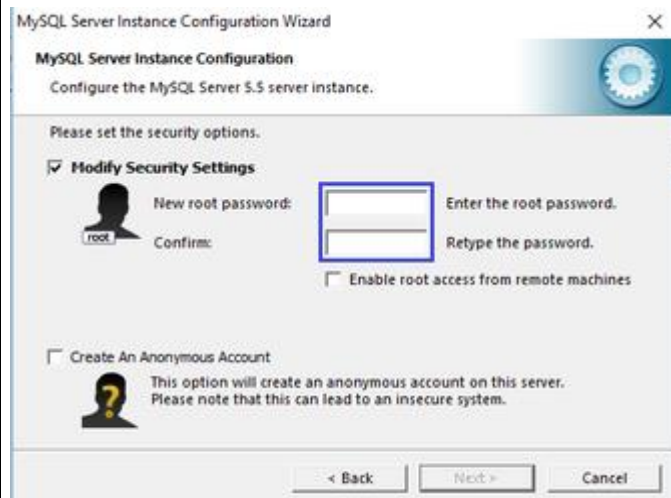 MySQL Server Instance Configuration Wizard
MySQL Server Instance Configuration
Configure the MySQL Server 5.5 server instance.
Please set the security options.
Modify Security Settings
New root password: Enter the root password.
root
Confirm: Retype the password.
Enable root access from remote machines
Create An Anonymous Account
This option will create an anonymous account on this server.
Please note that this can lead to an insecure system.
< Back Next > Cancel